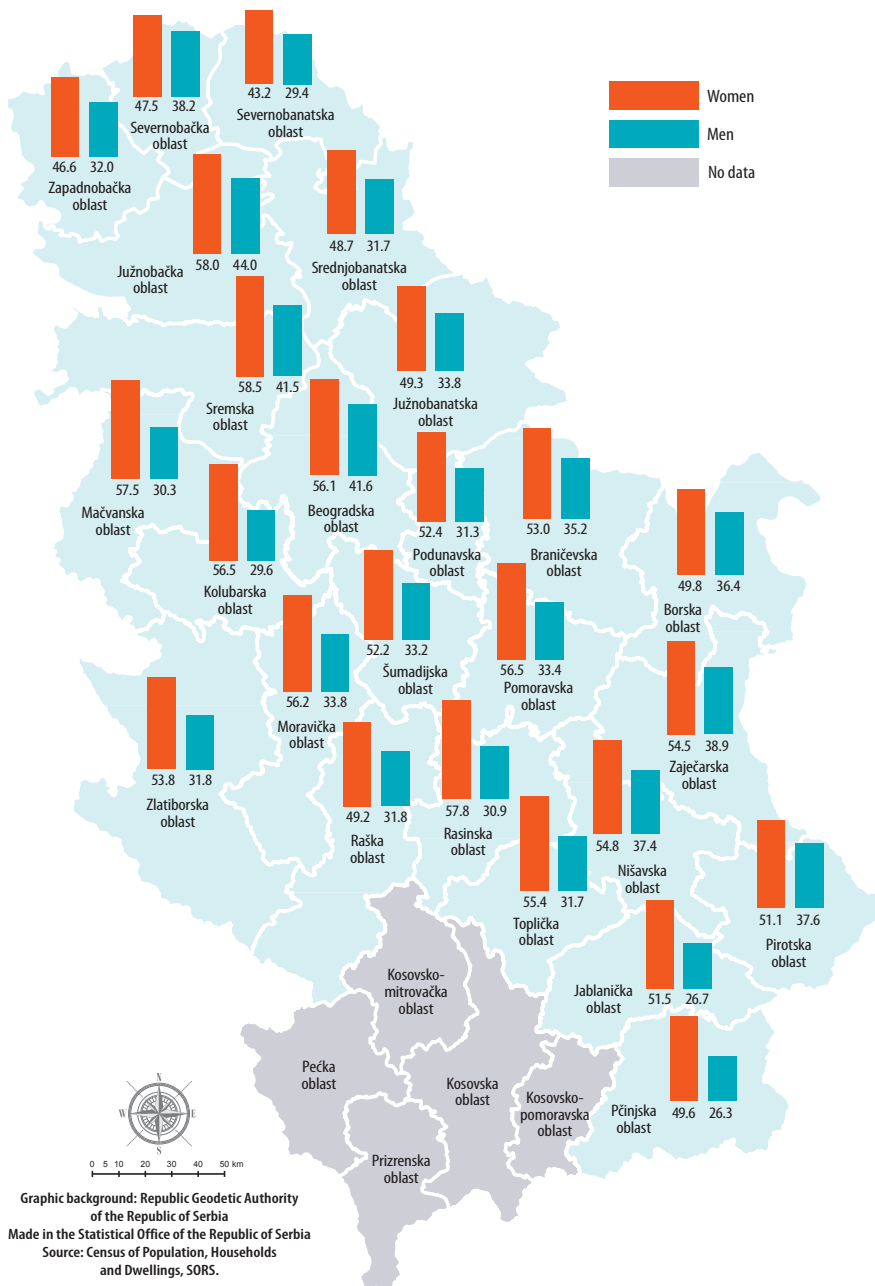 Women
Men
No data
47.5 38.2
Severnobačka
oblast
43.2 29.4
Severnobanatska
oblast
46.6 32.0
Zapadnobačka
oblast
58.0 44.0
Južnobačka
oblast
48.7 31.7
Srednjobanatska
oblast
58.5 41.5
Sremska
oblast
49.3 33.8
Južnobanatska
oblast
57.5 30.3
Mačvanska
oblast
56.1 41.6
Beogradska
oblast
52.4 31.3
Podunavska
oblast
53.0 35.2
Braničevska
oblast
56.5 29.6
Kolubarska
oblast
49.8 36.4
Borska
oblast
52.2 33.2
Šumadijska
oblast
56.5 33.4
Pomoravska
oblast
56.2 33.8
Moravička
oblast
54.5 38.9
Zaječarska
oblast
53.8 31.8
Zlatiborska
oblast
49.2 31.8
Raška
oblast
57.8 30.9
Rasinska
oblast
54.8 37.4
Nišavska
oblast
55.4 31.7
Toplička
oblast
51.1 37.6
Pirotska
oblast
51.5 26.7
Jablanička
oblast
49.6 26.3
Pčinjska
oblast
Kosovsko-
mitrovačka
oblast
Pećka
oblast
Kosovska
oblast
Kosovsko-
pomoravska
oblast
Prizrenska
oblast
N
W E
S
0 5 10 20 30 40 50 km
Graphic background: Republic Geodetic Authority
of the Republic of Serbia
Made in the Statistical Office of the Republic of Serbia
Source: Census of Population, Households
and Dwellings, SORS.